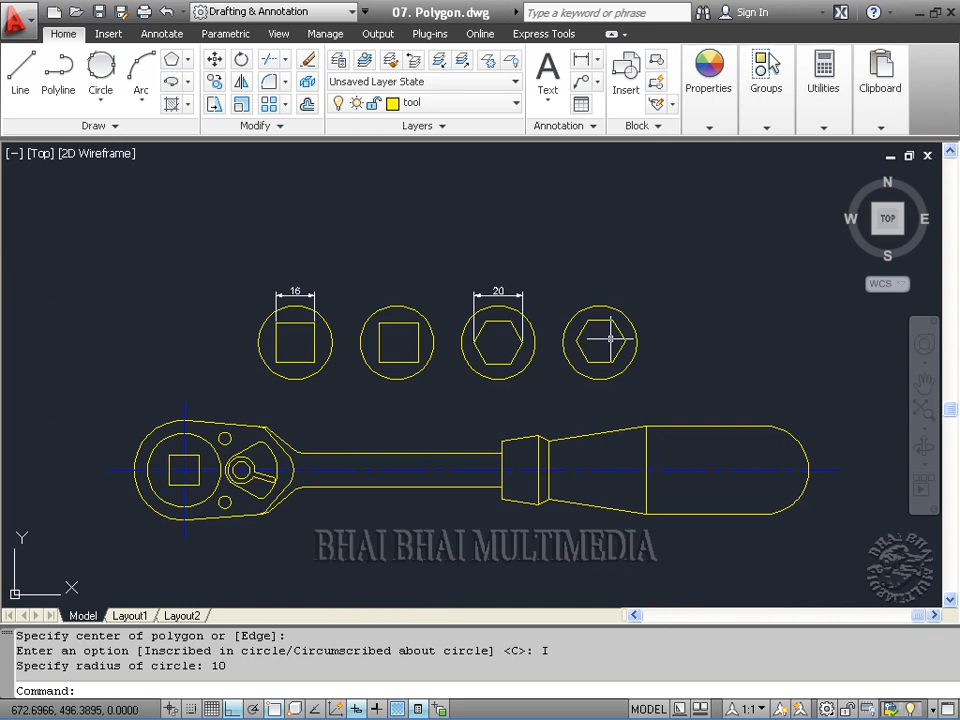 Drafting & Annotation
07. Polygon.dwg
Type a keyword or phrase
Sign In
Home Insert Annotate Parametric View Manage Output Plug-ins Online Express Tools
Line Polyline Circle Arc
Unsaved Layer State
tool
Text Insert Properties Groups Utilities Clipboard
Draw Modify Layers Annotation Block
[−] [Top] [2D Wireframe]
N
W TOP E
S
WCS
16 20
BHAI BHAI MULTIMEDIA
Y
X
Model Layout1 Layout2
Specify center of polygon or [Edge]:
Enter an option [Inscribed in circle/Circumscribed about circle] <C>: I
Specify radius of circle: 10
Command:
672.6966, 496.3895, 0.0000
MODEL
1:1